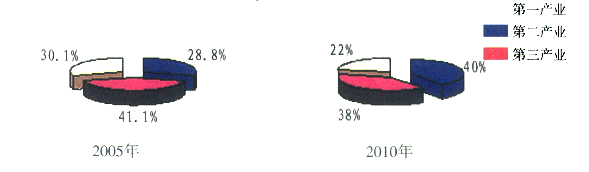 第一产业
第二产业
第三产业
30.1%
28.8%
41.1%
2005年
22%
40%
38%
2010年